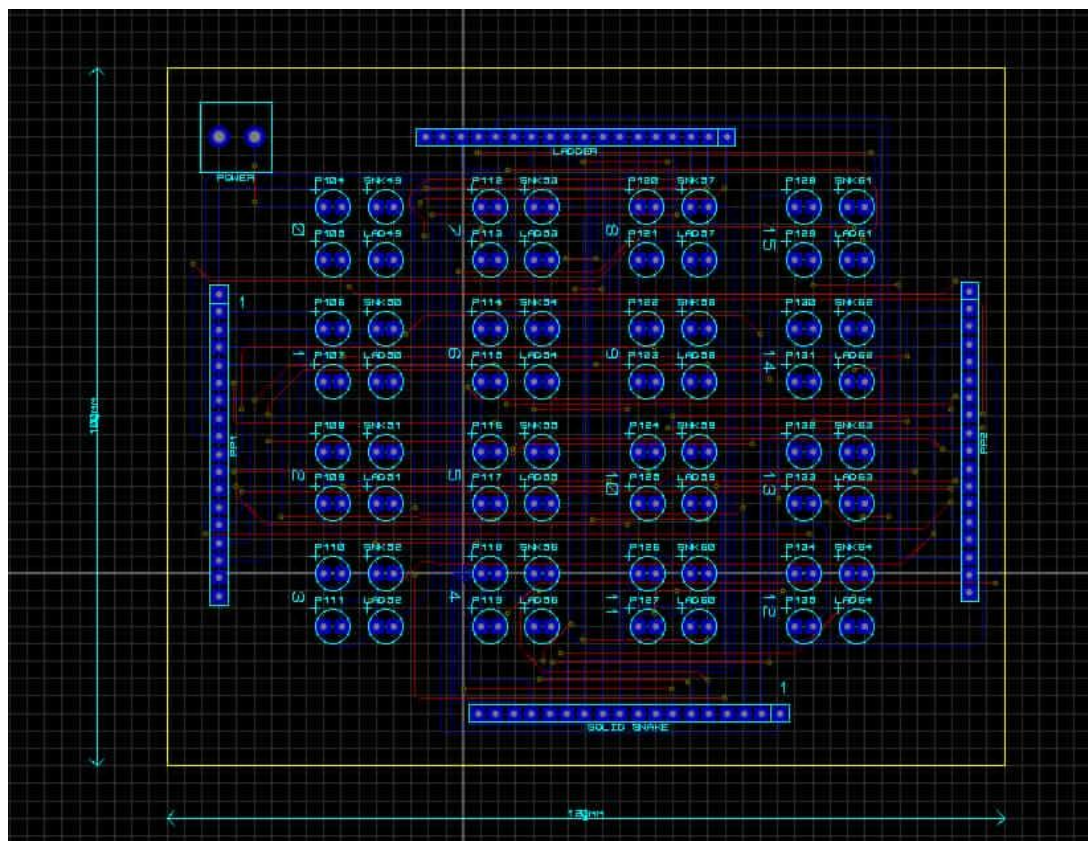 LADDER
POWER
P104 SNK49 P112 SNK53 P120 SNK57 P128 SNK61
0 7 8 15
P105 LAD49 P113 LAD53 P121 LAD57 P129 LAD61
1
P106 SNK50 P114 SNK54 P122 SNK58 P130 SNK62
1 6 9 14
P107 LAD50 P115 LAD54 P123 LAD58 P131 LAD62
100mm
P108 SNK51 P116 SNK55 P124 SNK59 P132 SNK63
PP1
PP2
2 5 10 13
P109 LAD51 P117 LAD55 P125 LAD59 P133 LAD63
P110 SNK52 P118 SNK56 P126 SNK60 P134 SNK64
3 4 11 12
P111 LAD52 P119 LAD56 P127 LAD60 P135 LAD64
1
SOLID SNAKE
120mm